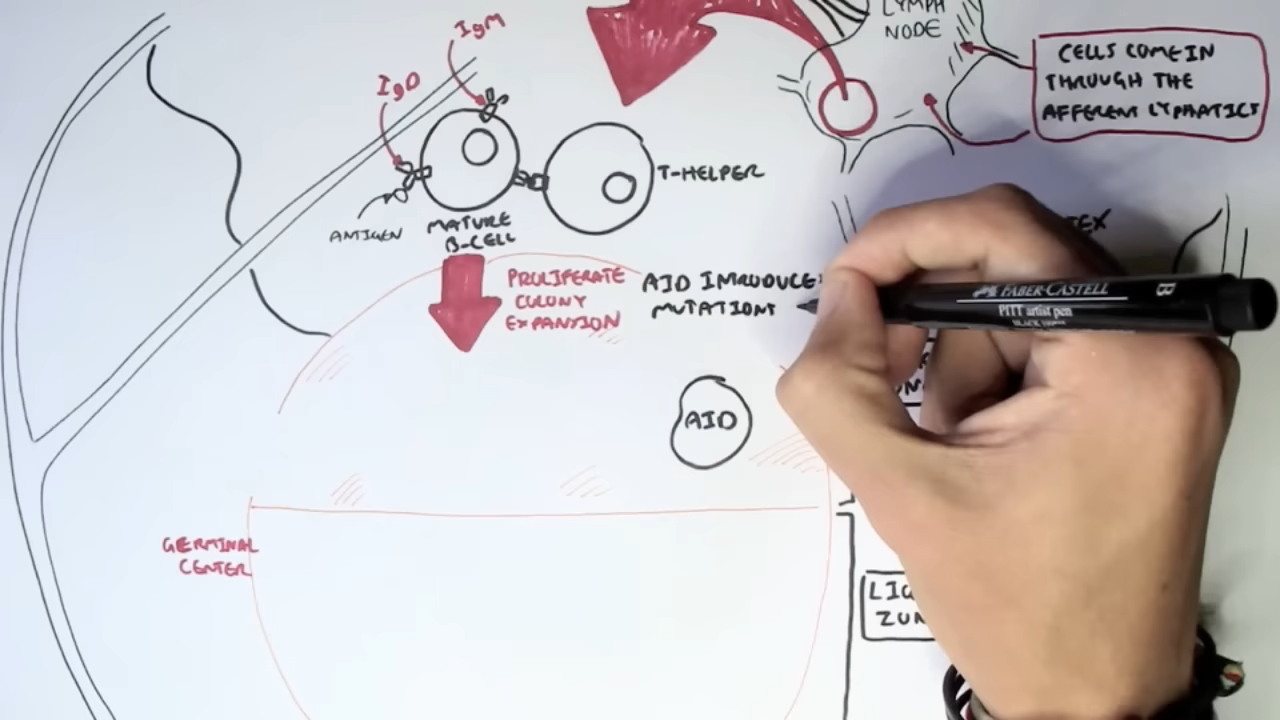 IgM
IgD
LYMPH
NODE
CELLS COME IN
THROUGH THE
AFFERENT LYPHATICS
T-HELPER
ANTIGEN
MATURE
B-CELL
PROLIFERATE
COLONY
EXPANSION
AID INTRODUCE
MUTATIONS
FABER-CASTELL
PITT artist pen
B
AID
GERMINAL
CENTER